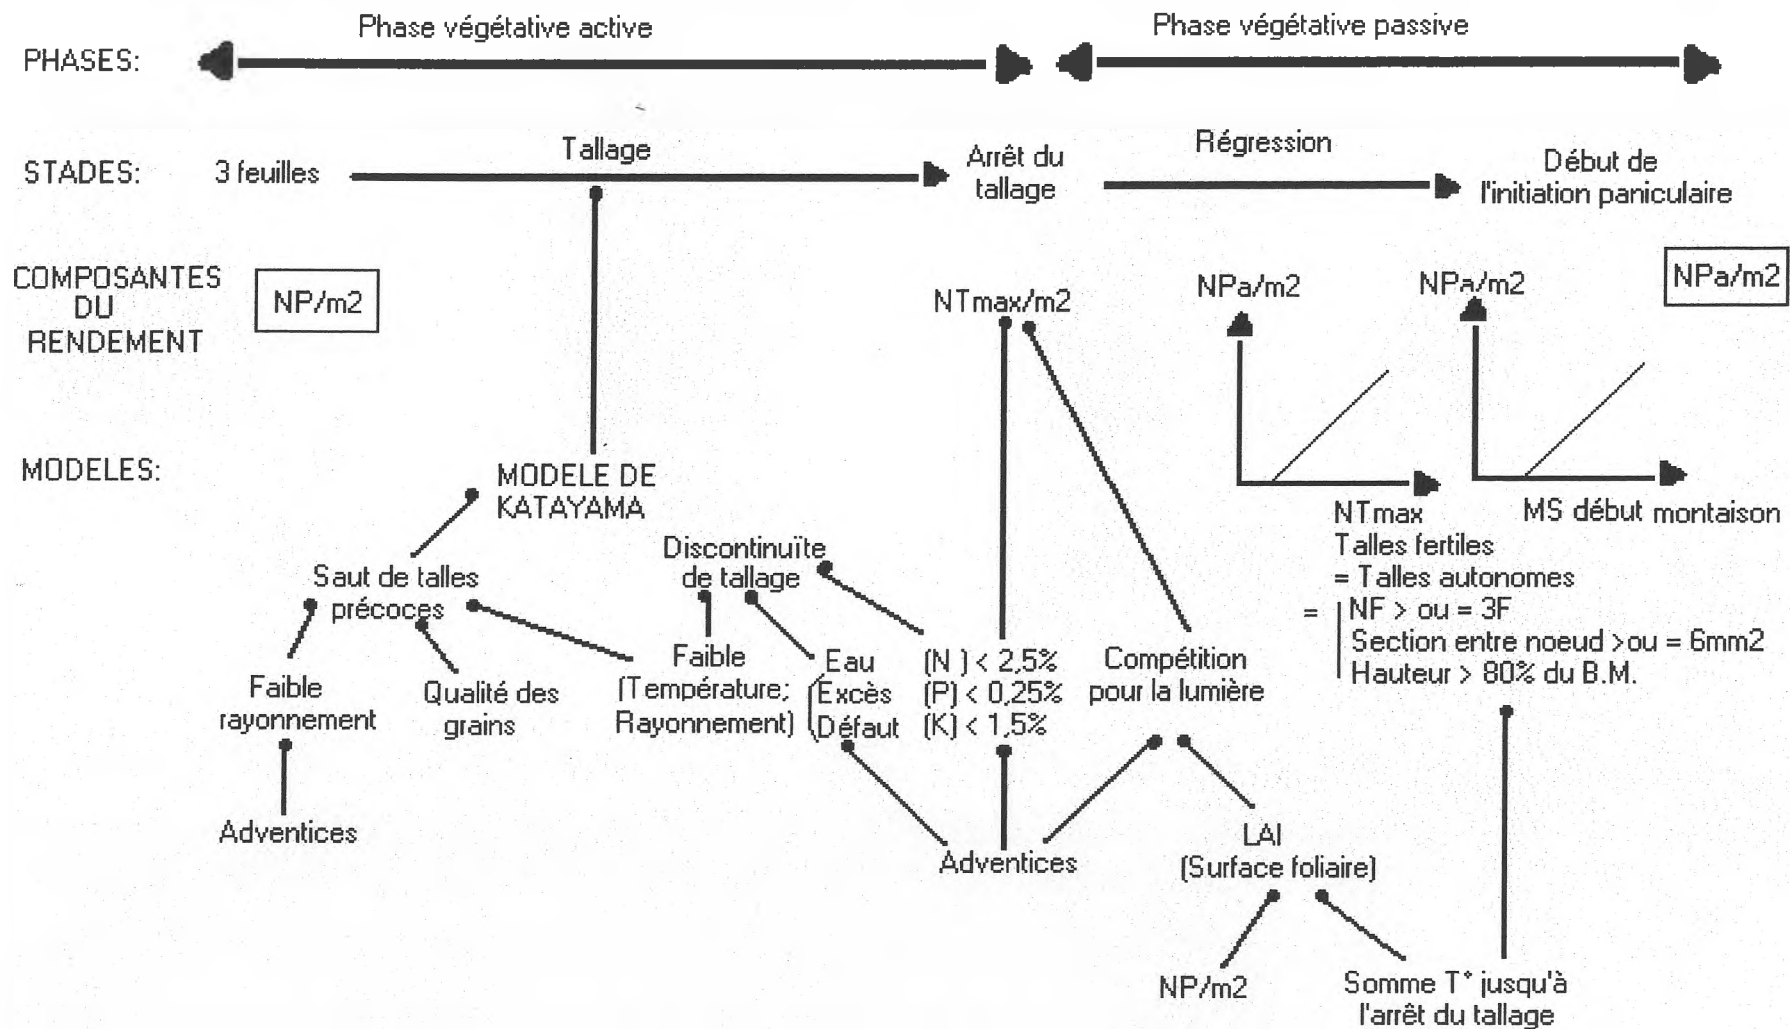 Phase végétative active
Phase végétative passive
PHASES:
STADES:
3 feuilles
Tallage
Arrêt du
tallage
Régression
Début de
l'initiation paniculaire
COMPOSANTES
DU
RENDEMENT
NP/m2
NTmax/m2
NPa/m2
NPa/m2
NPa/m2
MODELES:
MODELE DE
KATAYAMA
NTmax
MS début montaison
Talles fertiles
= Talles autonomes
= NF > ou = 3F
Section entre noeud >ou = 6mm2
Hauteur > 80% du B.M.
Saut de talles
précoces
Discontinuïte
de tallage
Faible
rayonnement
Qualité des
grains
Faible
(Température;
Rayonnement)
Eau
Excès
Défaut
(N ) < 2,5%
(P) < 0,25%
(K) < 1,5%
Compétition
pour la lumière
Adventices
Adventices
LAI
(Surface foliaire)
NP/m2
Somme T° jusqu'à
l'arrêt du tallage